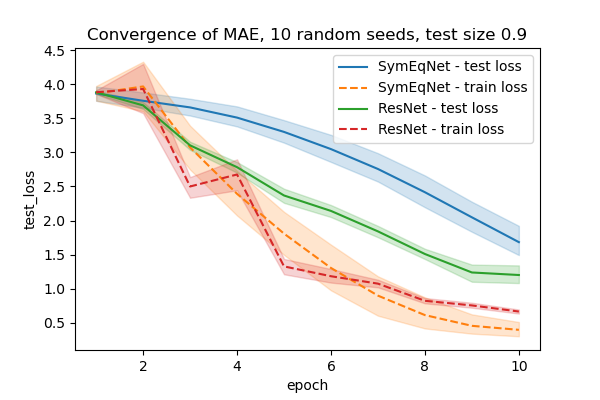 Convergence of MAE, 10 random seeds, test size 0.9
SymEqNet - test loss
SymEqNet - train loss
ResNet - test loss
ResNet - train loss
test_loss
4.5
4.0
3.5
3.0
2.5
2.0
1.5
1.0
0.5
2 4 6 8 10
epoch